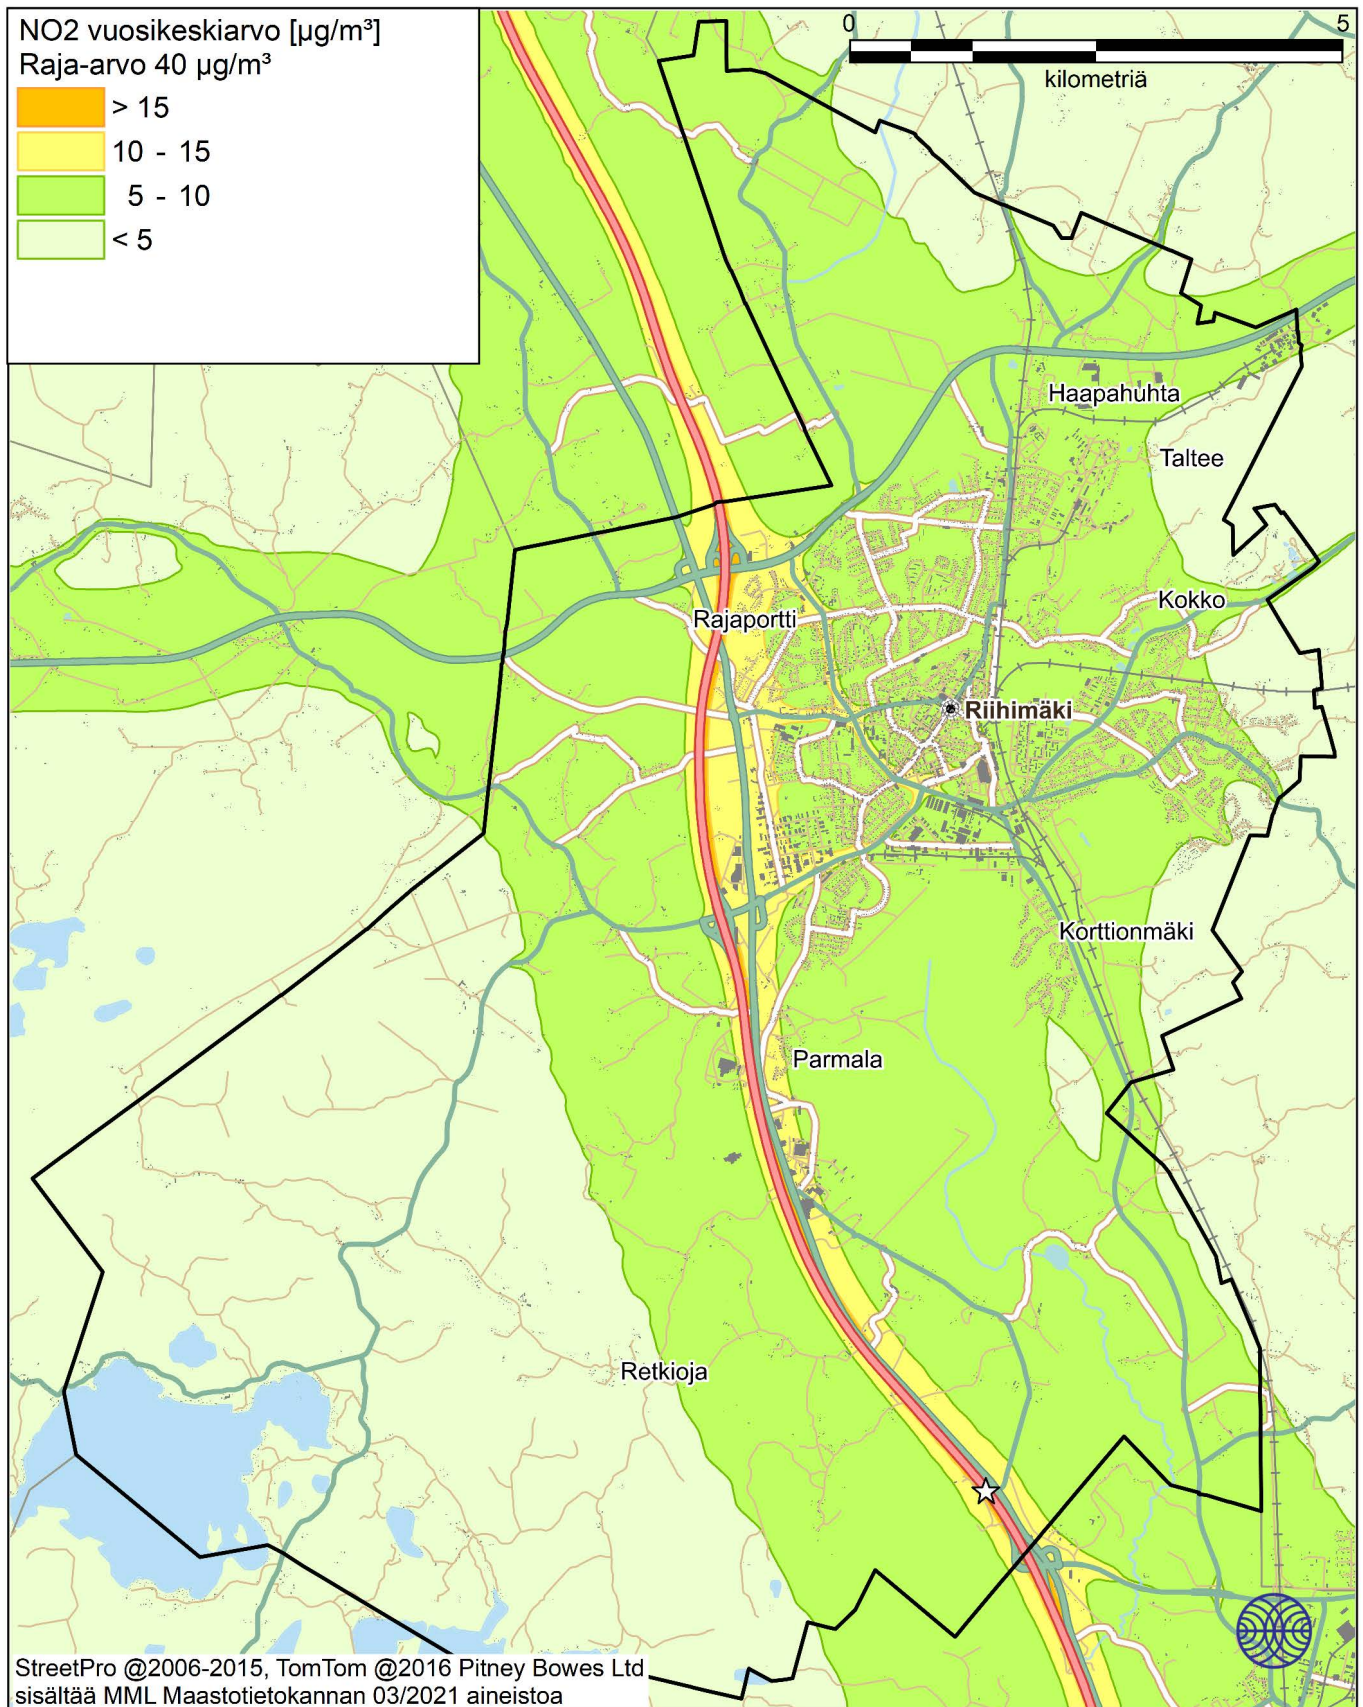 NO2 vuosikeskiarvo [µg/m³]
Raja-arvo 40 µg/m³
> 15
10 - 15
5 - 10
< 5
0 5
kilometriä
Haapahuhta
Taltee
Kokko
Rajaportti
Riihimäki
Korttionmäki
Parmala
Retkioja
StreetPro @2006-2015, TomTom @2016 Pitney Bowes Ltd
sisältää MML Maastotietokannan 03/2021 aineistoa